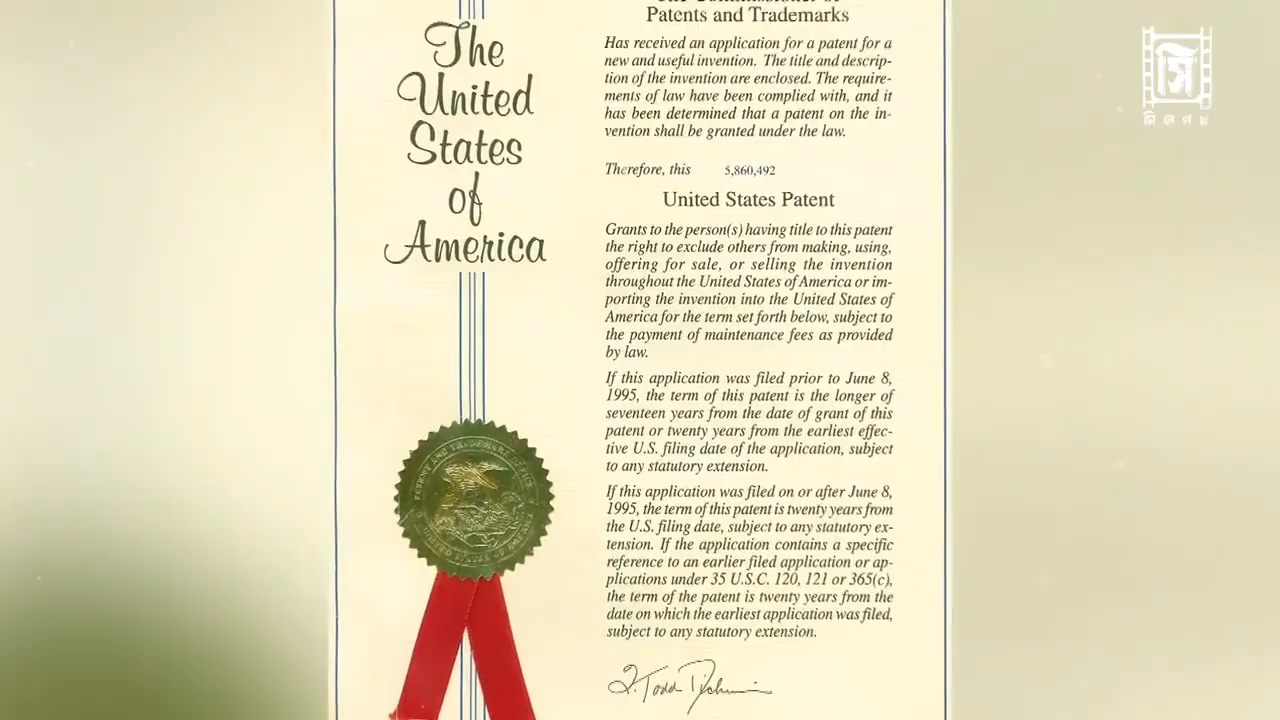 The
United
States
of
America
Patents and Trademarks
Has received an application for a patent for a
new and useful invention. The title and descrip-
tion of the invention are enclosed. The require-
ments of law have been complied with, and it
has been determined that a patent on the in-
vention shall be granted under the law.
Therefore, this 5,860,492
United States Patent
Grants to the person(s) having title to this patent
the right to exclude others from making, using,
offering for sale, or selling the invention
throughout the United States of America or im-
porting the invention into the United States of
America for the term set forth below, subject to
the payment of maintenance fees as provided
by law.
If this application was filed prior to June 8,
1995, the term of this patent is the longer of
seventeen years from the date of grant of this
patent or twenty years from the earliest effec-
tive U.S. filing date of the application, subject
to any statutory extension.
If this application was filed on or after June 8,
1995, the term of this patent is twenty years from
the U.S. filing date, subject to any statutory ex-
tension. If the application contains a specific
reference to an earlier filed application or ap-
plications under 35 U.S.C. 120, 121 or 365(c),
the term of the patent is twenty years from the
date on which the earliest application was filed,
subject to any statutory extension.
PATENT AND TRADEMARK OFFICE
UNITED STATES OF AMERICA
সি
সিনেপথ